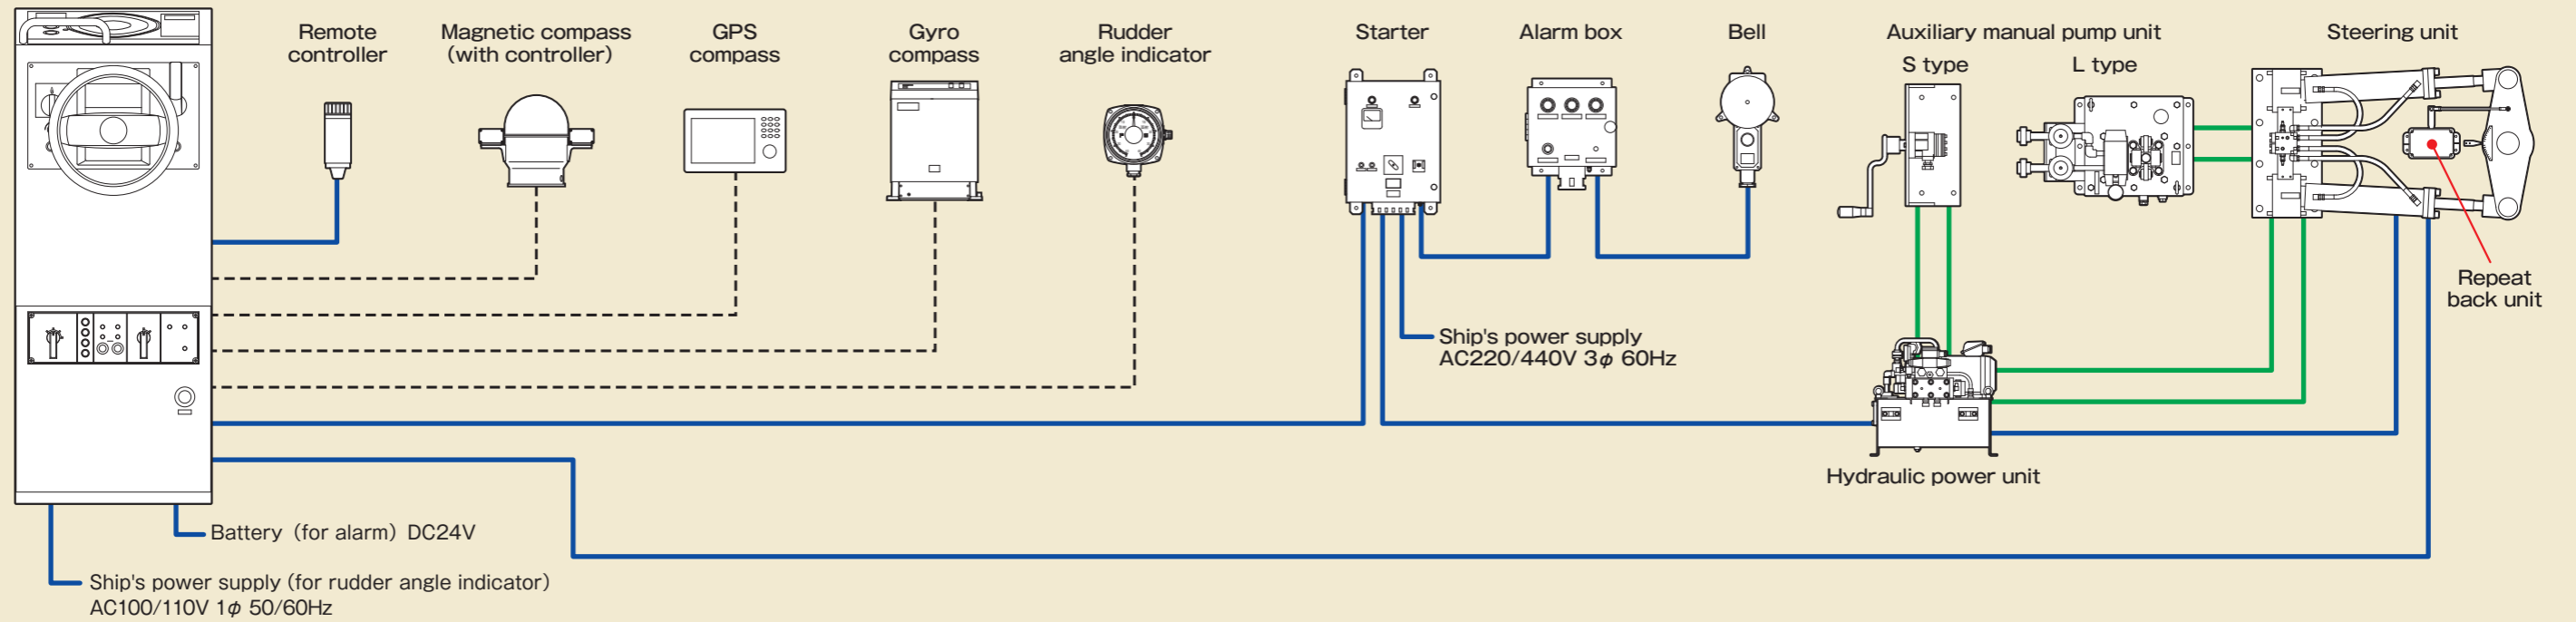 Remote
controller
Magnetic compass
(with controller)
GPS
compass
Gyro
compass
Rudder
angle indicator
Starter
Alarm box
Bell
Auxiliary manual pump unit
S type
L type
Steering unit
Repeat
back unit
Ship's power supply
AC220/440V 3φ 60Hz
Hydraulic power unit
Battery (for alarm) DC24V
Ship's power supply (for rudder angle indicator)
AC100/110V 1φ 50/60Hz